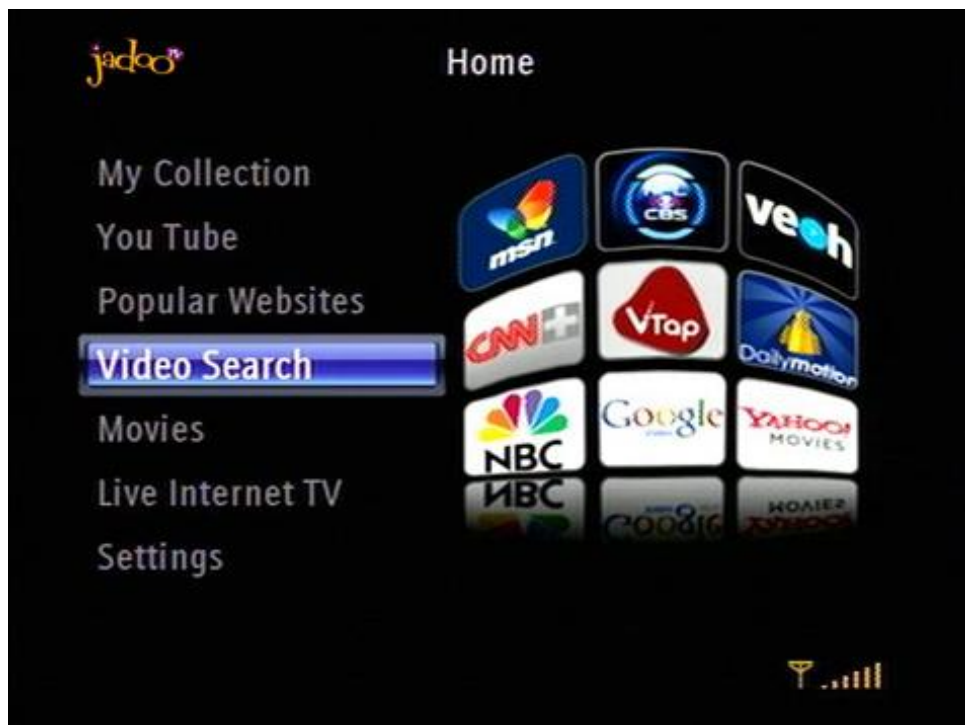 jadoo TV
Home
My Collection
You Tube
Popular Websites
Video Search
Movies
Live Internet TV
Settings
msn
CBS
veoh
CNN+
VTap
Dailymotion
NBC
Google
YAHOO!
MOVIES